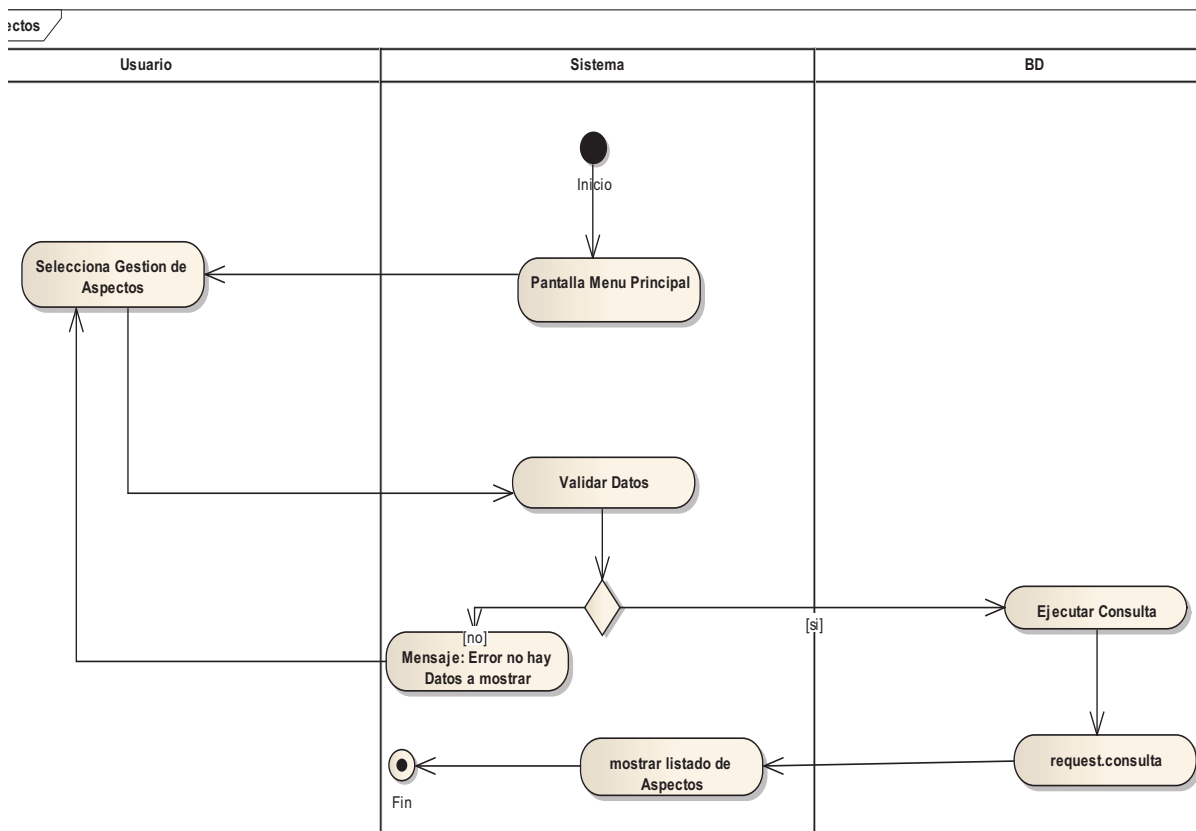 ectos
Usuario
Sistema
BD
Inicio
Selecciona Gestion de
Aspectos
Pantalla Menu Principal
Validar Datos
[no]
[si]
Ejecutar Consulta
Mensaje: Error no hay
Datos a mostrar
mostrar listado de
Aspectos
request.consulta
Fin